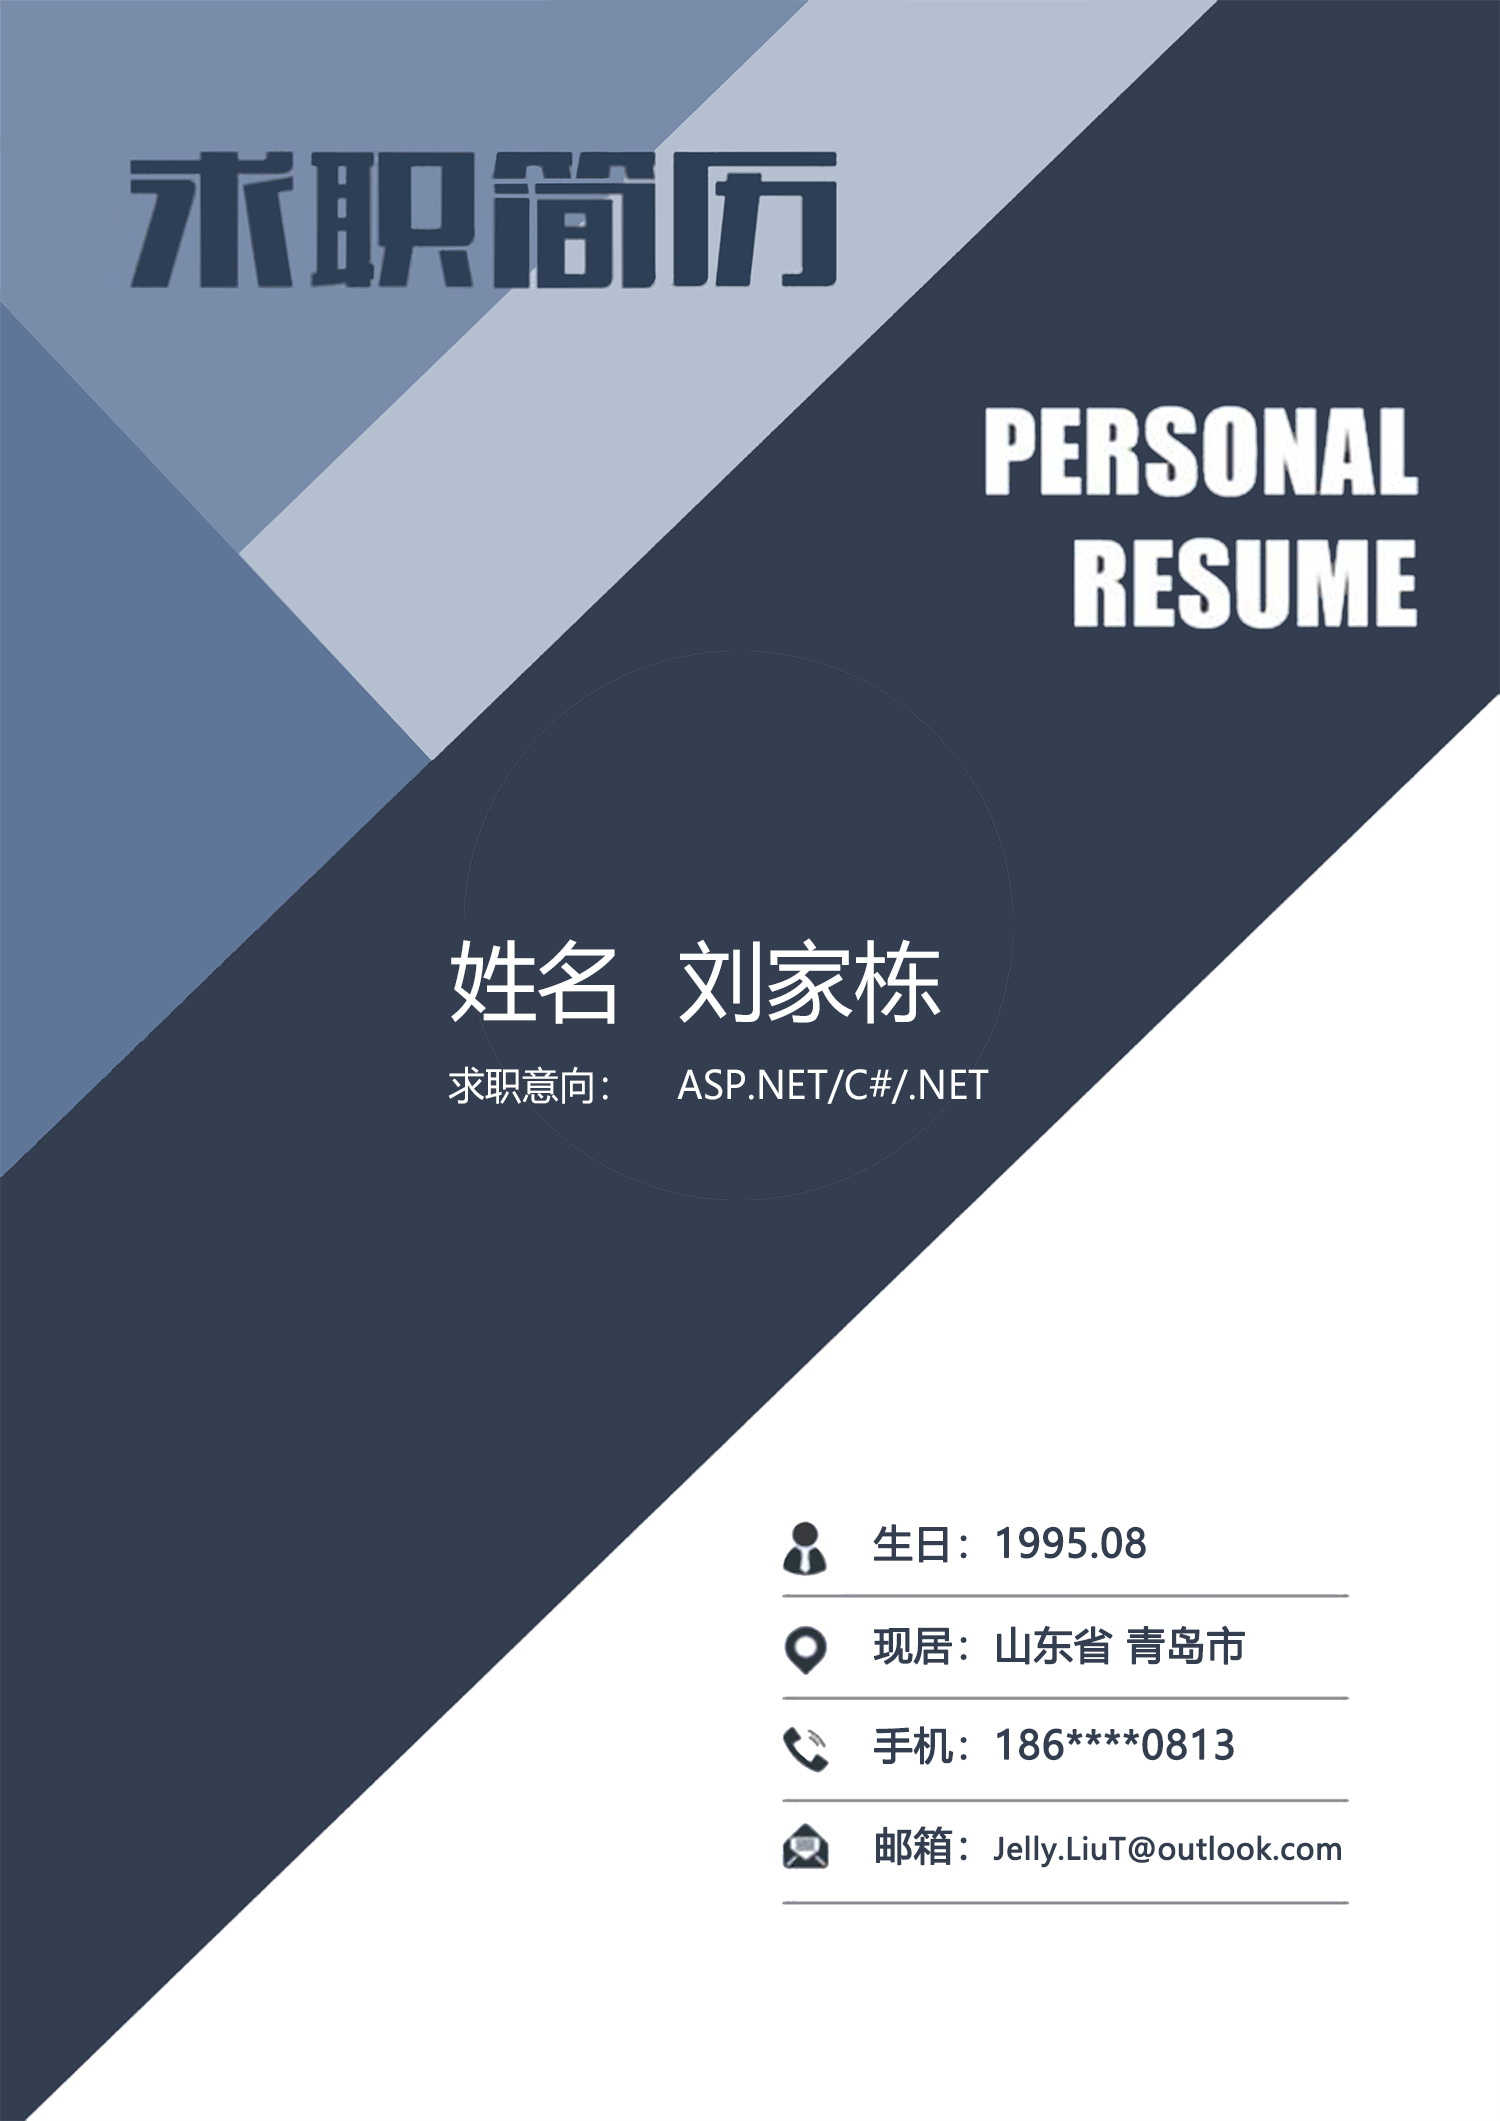 求职简历
PERSONAL
RESUME
姓名 刘家栋
求职意向： ASP.NET/C#/.NET
生日：1995.08
现居：山东省 青岛市
手机：186****0813
邮箱：Jelly.LiuT@outlook.com